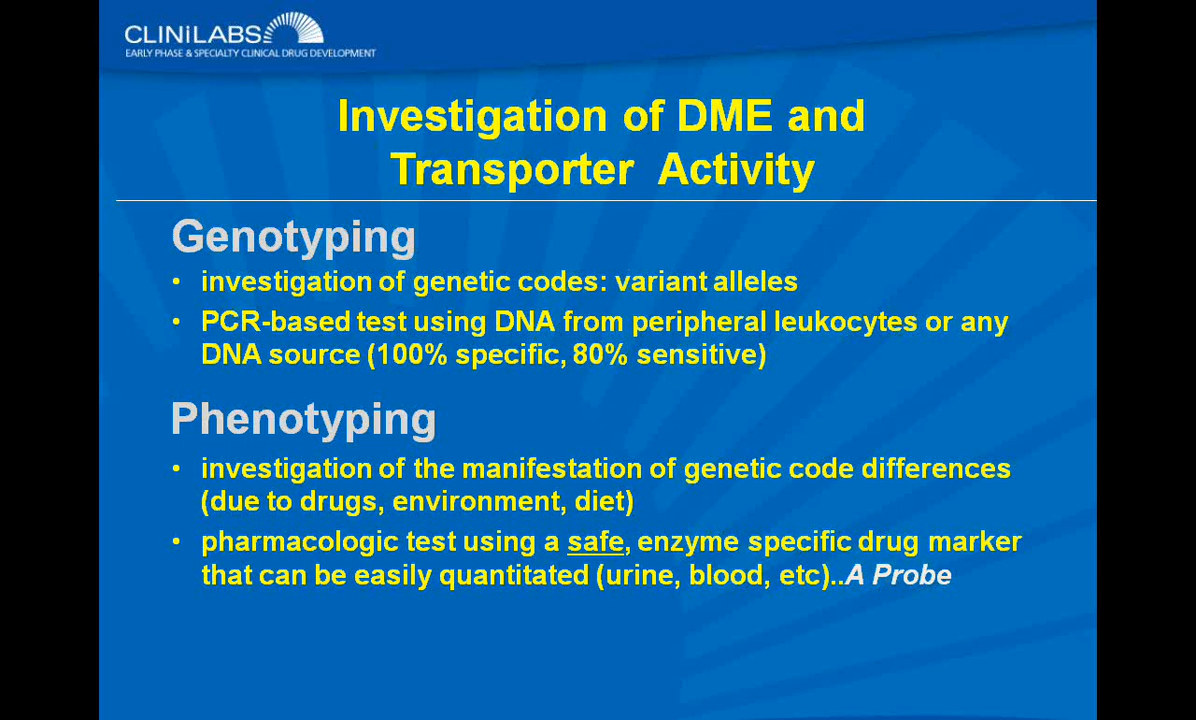 CLINiLABS
EARLY PHASE & SPECIALTY CLINICAL DRUG DEVELOPMENT
Investigation of DME and
Transporter Activity
Genotyping
• investigation of genetic codes: variant alleles
• PCR-based test using DNA from peripheral leukocytes or any
DNA source (100% specific, 80% sensitive)
Phenotyping
• investigation of the manifestation of genetic code differences
(due to drugs, environment, diet)
• pharmacologic test using a safe, enzyme specific drug marker
that can be easily quantitated (urine, blood, etc)..A Probe